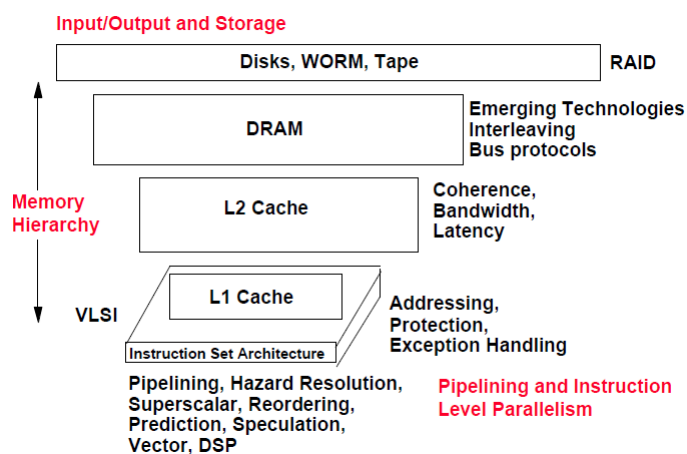 Input/Output and Storage
Disks, WORM, Tape
RAID
DRAM
Emerging Technologies
Interleaving
Bus protocols
Memory
Hierarchy
L2 Cache
Coherence,
Bandwidth,
Latency
L1 Cache
VLSI
Addressing,
Protection,
Exception Handling
Instruction Set Architecture
Pipelining, Hazard Resolution,
Superscalar, Reordering,
Prediction, Speculation,
Vector, DSP
Pipelining and Instruction
Level Parallelism